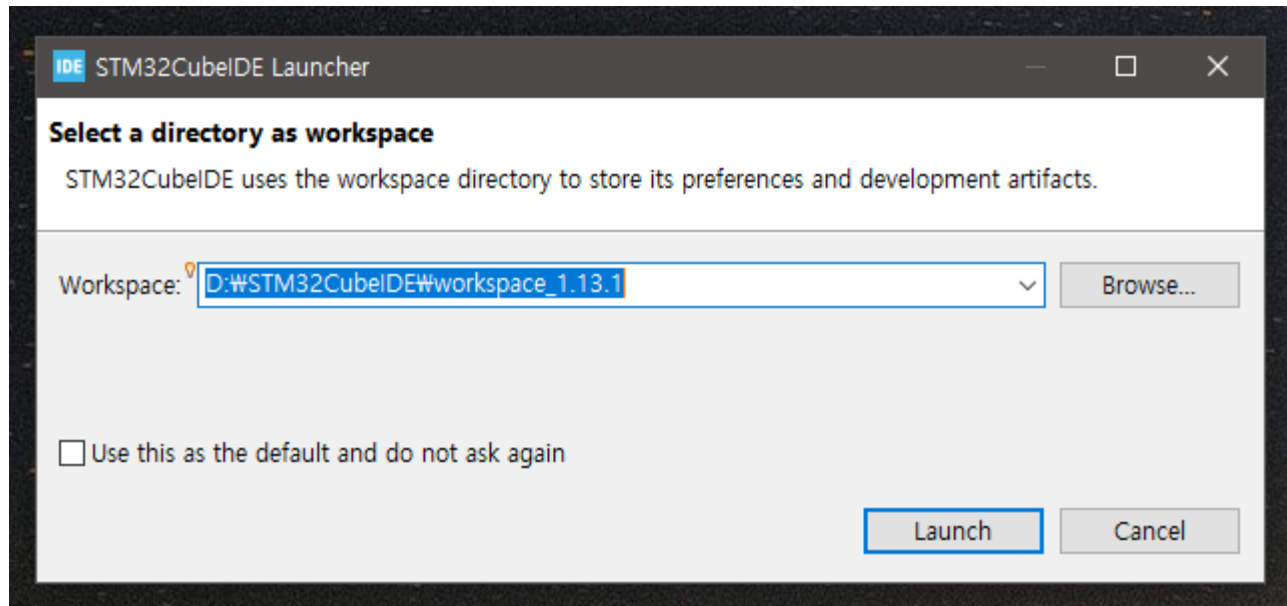 IDE STM32CubeIDE Launcher
Select a directory as workspace
STM32CubeIDE uses the workspace directory to store its preferences and development artifacts.
Workspace: D:₩STM32CubeIDE₩workspace_1.13.1 Browse...
Use this as the default and do not ask again
Launch Cancel